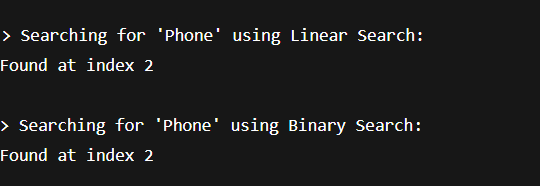 > Searching for 'Phone' using Linear Search:
Found at index 2
> Searching for 'Phone' using Binary Search:
Found at index 2